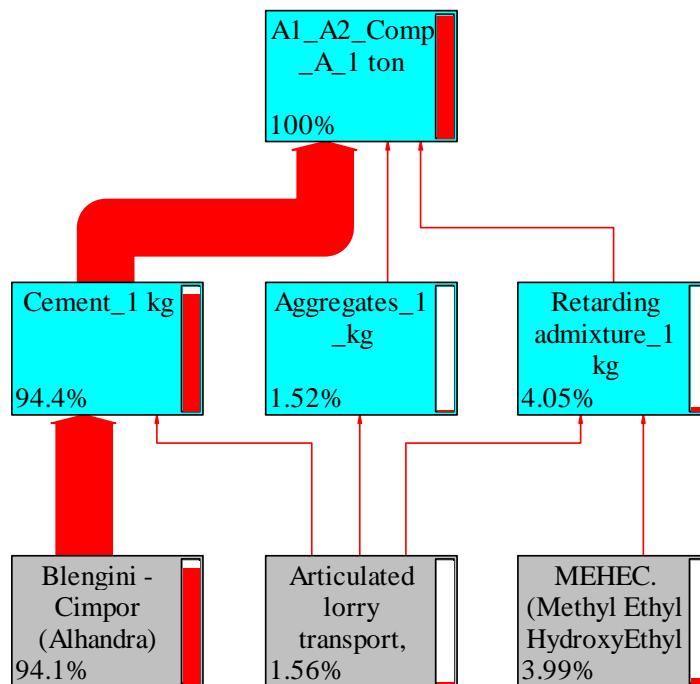 A1_A2_Comp
_A_1 ton
100%
Cement_1 kg
94.4%
Aggregates_1
_kg
1.52%
Retarding
admixture_1
kg
4.05%
Blengini -
Cimpor
(Alhandra)
94.1%
Articulated
lorry
transport,
1.56%
MEHEC.
(Methyl Ethyl
HydroxyEthyl
3.99%